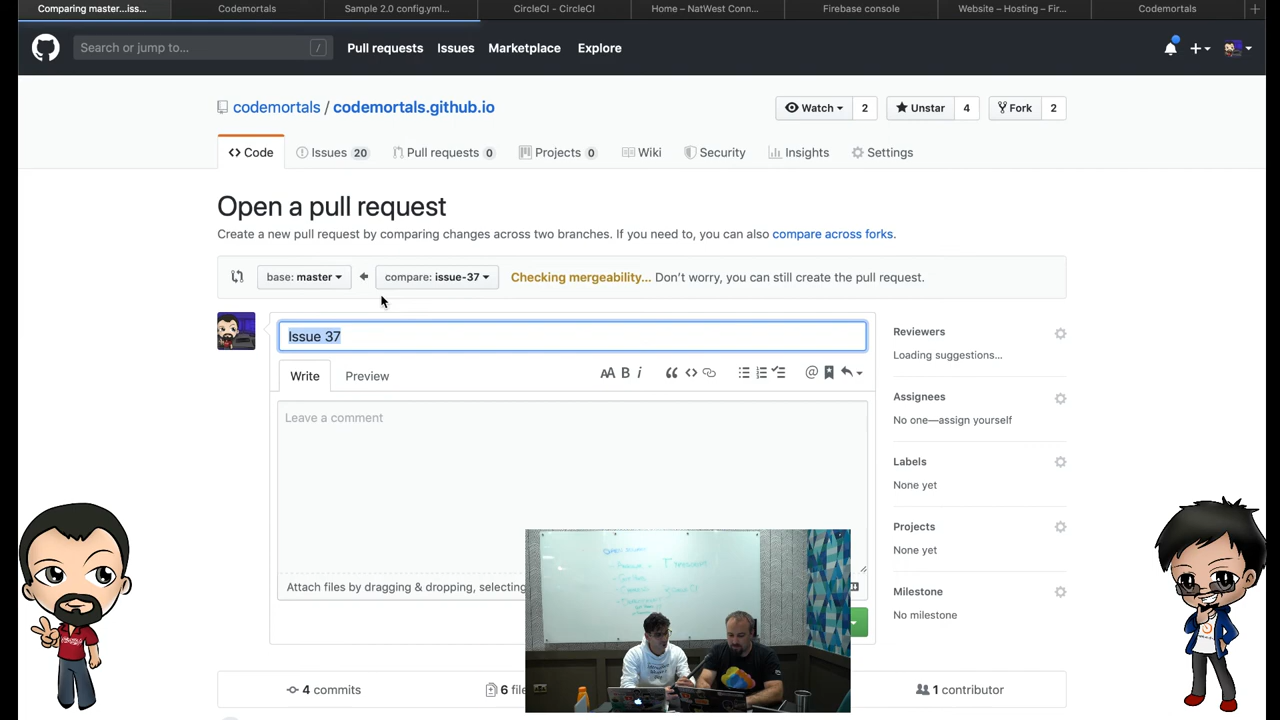 Comparing master...iss...
Codemortals
Sample 2.0 config.yml...
CircleCI - CircleCI
Home – NatWest Conn...
Firebase console
Website – Hosting – Fir...
Codemortals
Search or jump to...
/
Pull requests
Issues
Marketplace
Explore
codemortals / codemortals.github.io
Watch 2
Unstar 4
Fork 2
Code
Issues 20
Pull requests 0
Projects 0
Wiki
Security
Insights
Settings
Open a pull request
Create a new pull request by comparing changes across two branches. If you need to, you can also compare across forks.
base: master
compare: issue-37
Checking mergeability... Don’t worry, you can still create the pull request.
Issue 37
Write
Preview
Leave a comment
Attach files by dragging & dropping, selecting
Reviewers
Loading suggestions...
Assignees
No one—assign yourself
Labels
None yet
Projects
None yet
Milestone
No milestone
4 commits
6 file
1 contributor